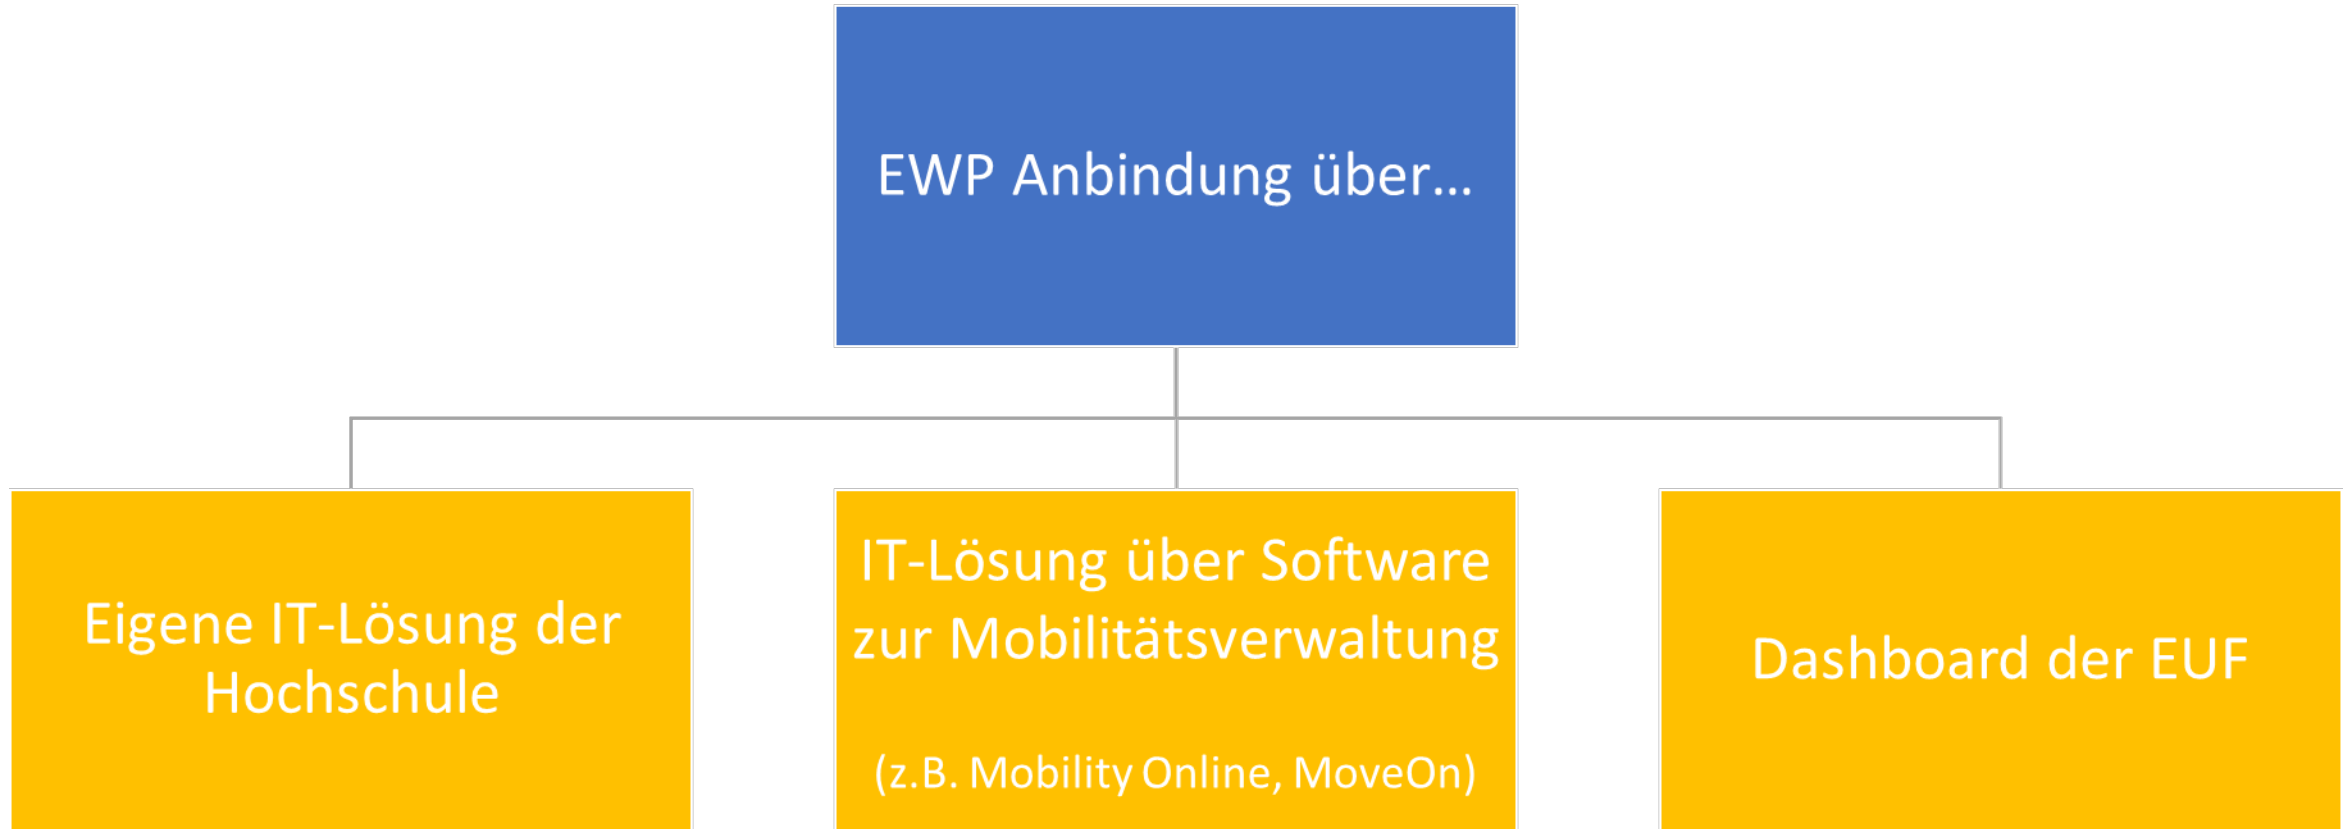 EWP Anbindung über...
Eigene IT-Lösung der
Hochschule
IT-Lösung über Software
zur Mobilitätsverwaltung
(z.B. Mobility Online, MoveOn)
Dashboard der EUF